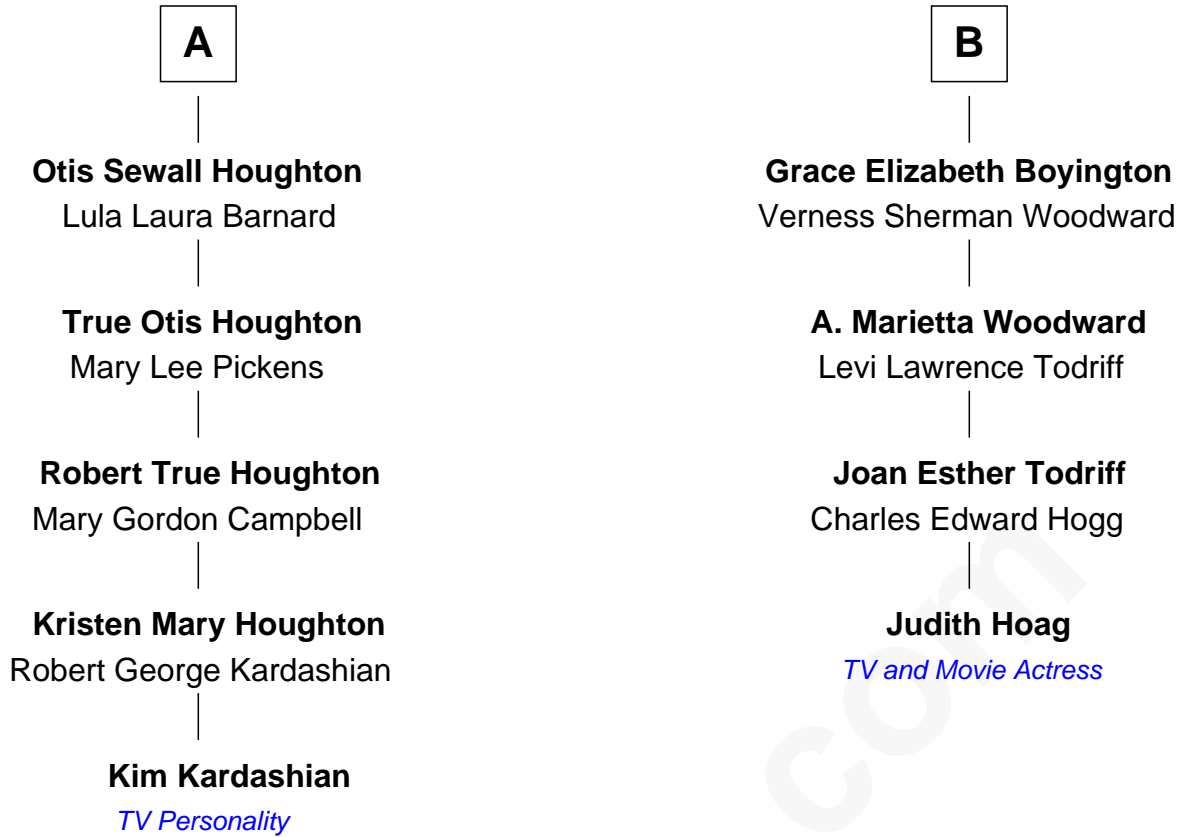 A
Otis Sewall Houghton
Lula Laura Barnard
True Otis Houghton
Mary Lee Pickens
Robert True Houghton
Mary Gordon Campbell
Kristen Mary Houghton
Robert George Kardashian
Kim Kardashian
TV Personality
B
Grace Elizabeth Boyington
Verness Sherman Woodward
A. Marietta Woodward
Levi Lawrence Todriff
Joan Esther Todriff
Charles Edward Hogg
Judith Hoag
TV and Movie Actress
com